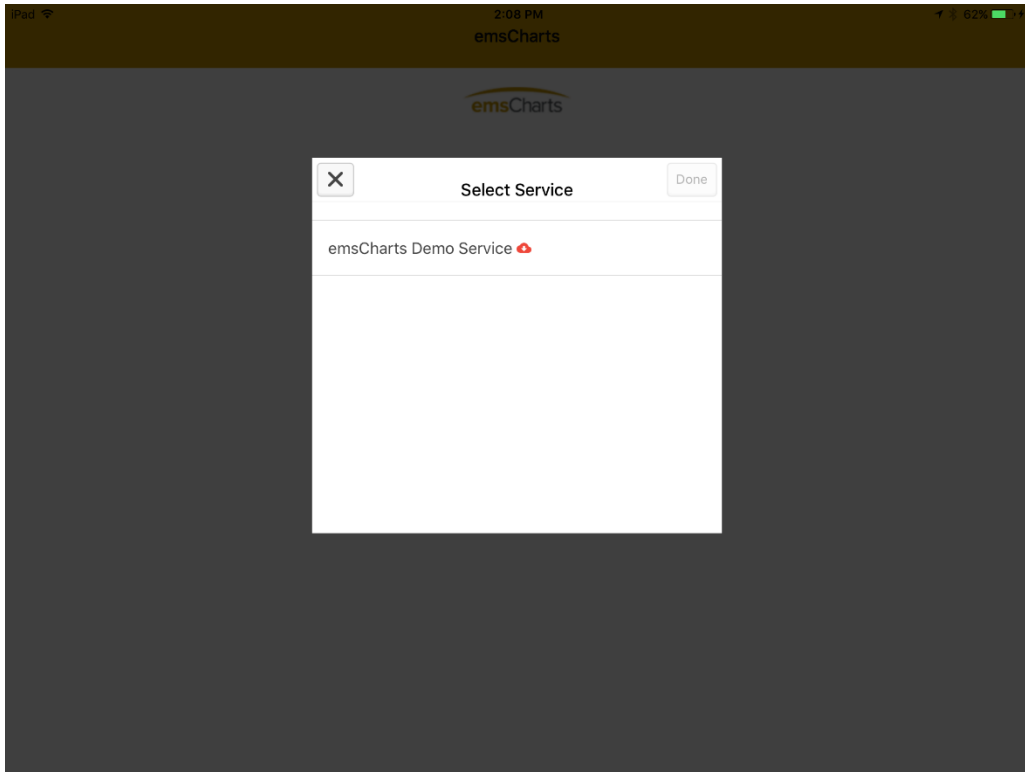 iPad 2:08 PM 62%
emsCharts
emsCharts
Select Service
Done
emsCharts Demo Service